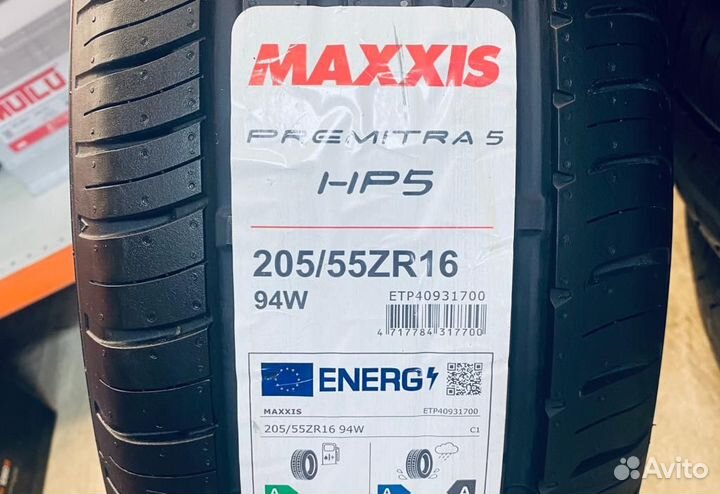 MUTLU
MAXXIS
PREMITRA 5
HP5
205/55ZR16
94W
ETP40931700
4 717784 317700
ENERG
MAXXIS
ETP40931700
205/55ZR16 94W
C1
A
A
A
Avito